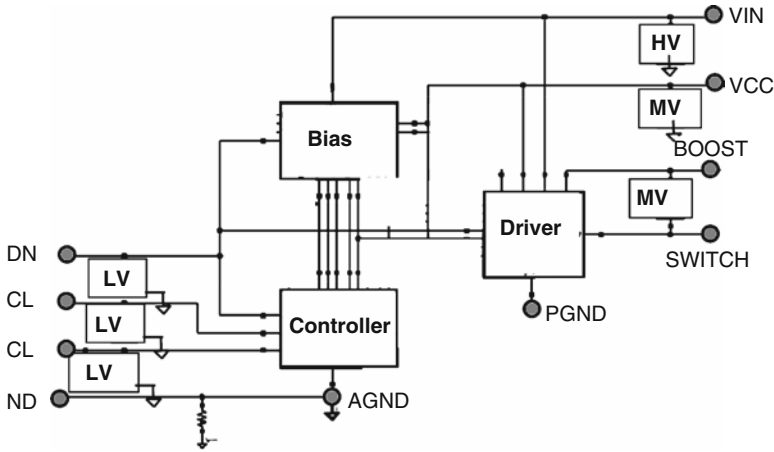 VIN
HV
VCC
MV
BOOST
Bias
MV
Driver
SWITCH
DN
LV
CL
PGND
LV
Controller
CL
LV
ND
AGND